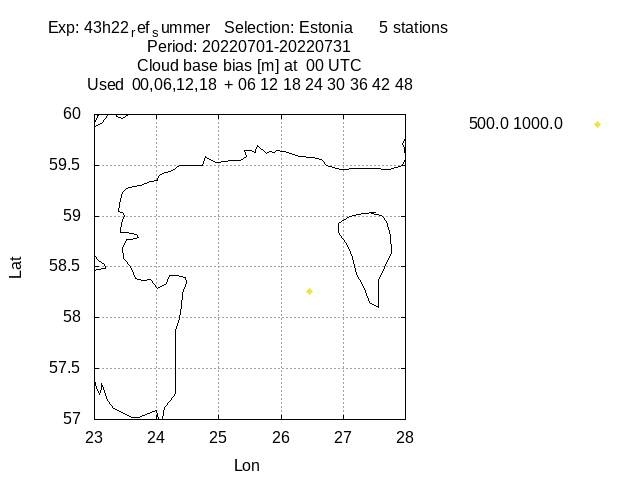 Exp: 43h22refsummer Selection: Estonia 5 stations
Period: 20220701-20220731
Cloud base bias [m] at 00 UTC
Used 00,06,12,18 + 06 12 18 24 30 36 42 48
500.0 1000.0
60
59.5
59
58.5
58
57.5
57
Lat
23 24 25 26 27 28
Lon